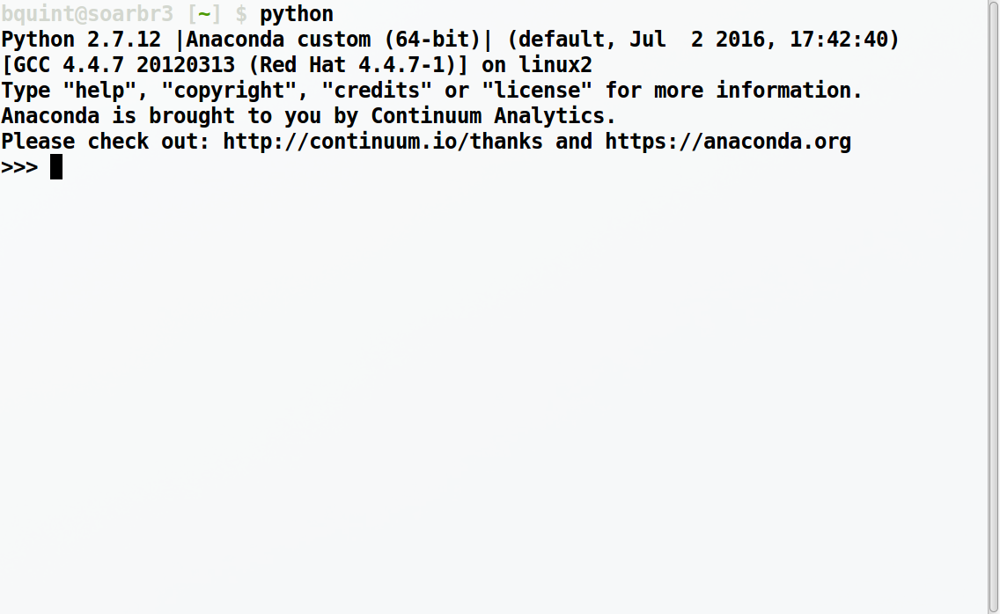 bquint@soarbr3 [~] $ python
Python 2.7.12 |Anaconda custom (64-bit)| (default, Jul  2 2016, 17:42:40)
[GCC 4.4.7 20120313 (Red Hat 4.4.7-1)] on linux2
Type "help", "copyright", "credits" or "license" for more information.
Anaconda is brought to you by Continuum Analytics.
Please check out: http://continuum.io/thanks and https://anaconda.org
>>>